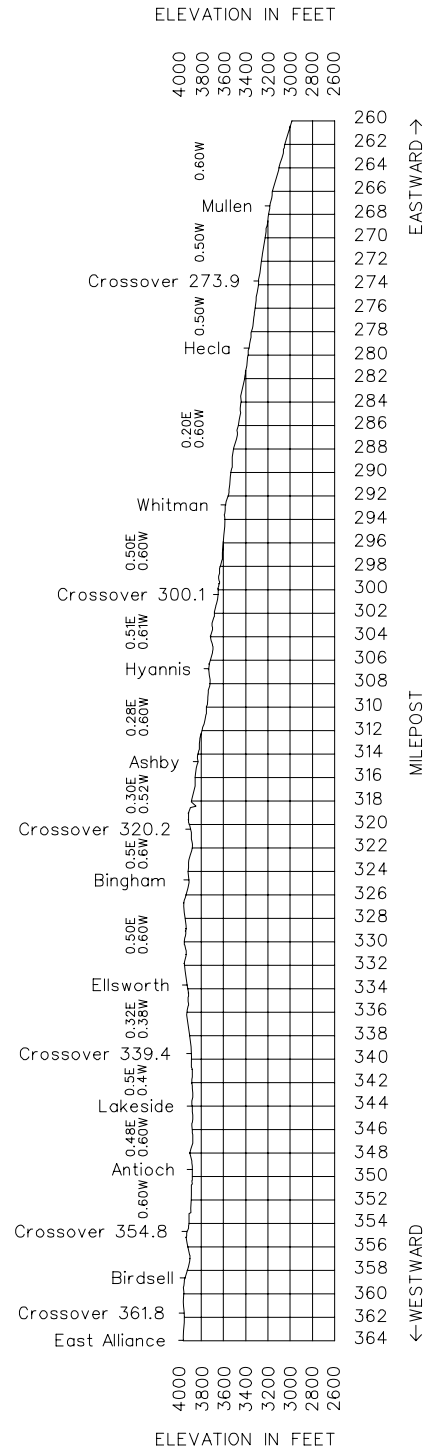 ELEVATION IN FEET
4000 3800 3600 3400 3200 3000 2800 2600
260
262
0.60W
264
266
Mullen
268
0.50W
270
272
Crossover 273.9
274
0.50W
276
278
Hecla
280
282
284
0.20E
0.60W
286
288
290
Whitman
292
294
0.50E
0.60W
296
298
Crossover 300.1
300
302
0.51E
0.61W
304
306
Hyannis
308
0.28E
0.60W
310
312
Ashby
314
316
0.30E
0.52W
318
Crossover 320.2
320
0.5E
0.6W
322
324
Bingham
326
328
0.50E
0.60W
330
332
Ellsworth
334
0.32E
0.38W
336
338
Crossover 339.4
340
0.5E
0.4W
342
Lakeside
344
0.48E
0.60W
346
348
Antioch
350
0.60W
352
354
Crossover 354.8
356
358
Birdsell
360
Crossover 361.8
362
East Alliance
364
EASTWARD →
MILEPOST
← WESTWARD
4000 3800 3600 3400 3200 3000 2800 2600
ELEVATION IN FEET